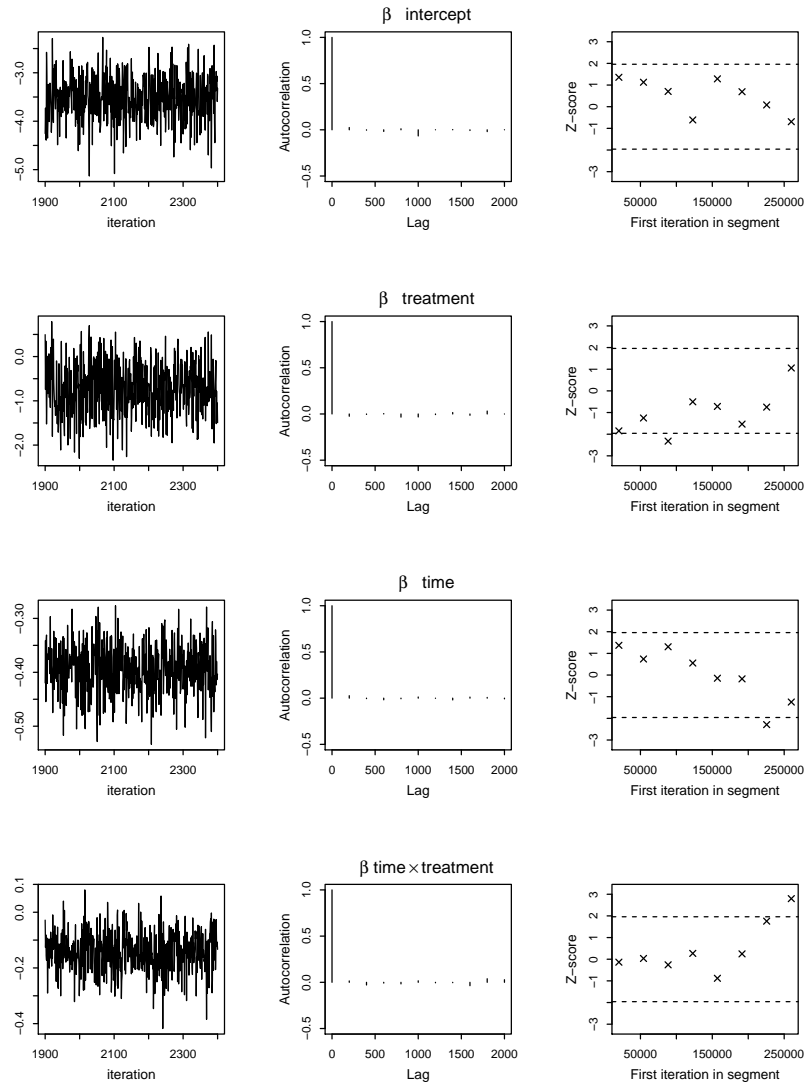 β intercept
−3.0
−4.0
−5.0
1900 2100 2300
iteration
Autocorrelation
1.0
0.5
0.0
−0.5
0 500 1000 1500 2000
Lag
Z−score
3
2
1
0
−1
−3
50000 150000 250000
First iteration in segment
β treatment
0.0
−1.0
−2.0
1900 2100 2300
iteration
Autocorrelation
1.0
0.5
0.0
−0.5
0 500 1000 1500 2000
Lag
Z−score
3
2
1
0
−1
−3
50000 150000 250000
First iteration in segment
β time
−0.30
−0.40
−0.50
1900 2100 2300
iteration
Autocorrelation
1.0
0.5
0.0
−0.5
0 500 1000 1500 2000
Lag
Z−score
3
2
1
0
−1
−3
50000 150000 250000
First iteration in segment
β time × treatment
0.1
0.0
−0.2
−0.4
1900 2100 2300
iteration
Autocorrelation
1.0
0.5
0.0
−0.5
0 500 1000 1500 2000
Lag
Z−score
3
2
1
0
−1
−3
50000 150000 250000
First iteration in segment